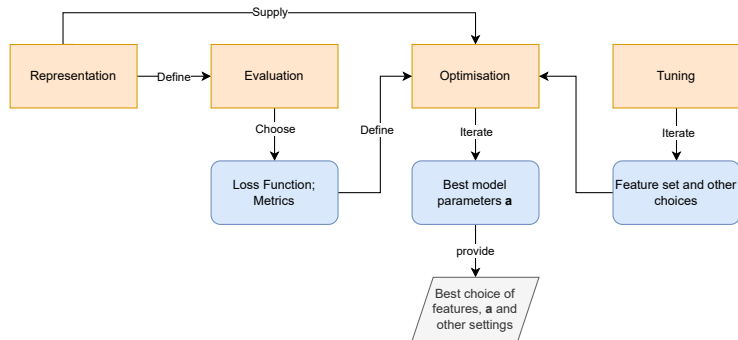 Supply
Representation
Define
Evaluation
Optimisation
Tuning
Choose
Define
Iterate
Iterate
Loss Function;
Metrics
Best model
parameters a
Feature set and other
choices
provide
Best choice of
features, a and
other settings